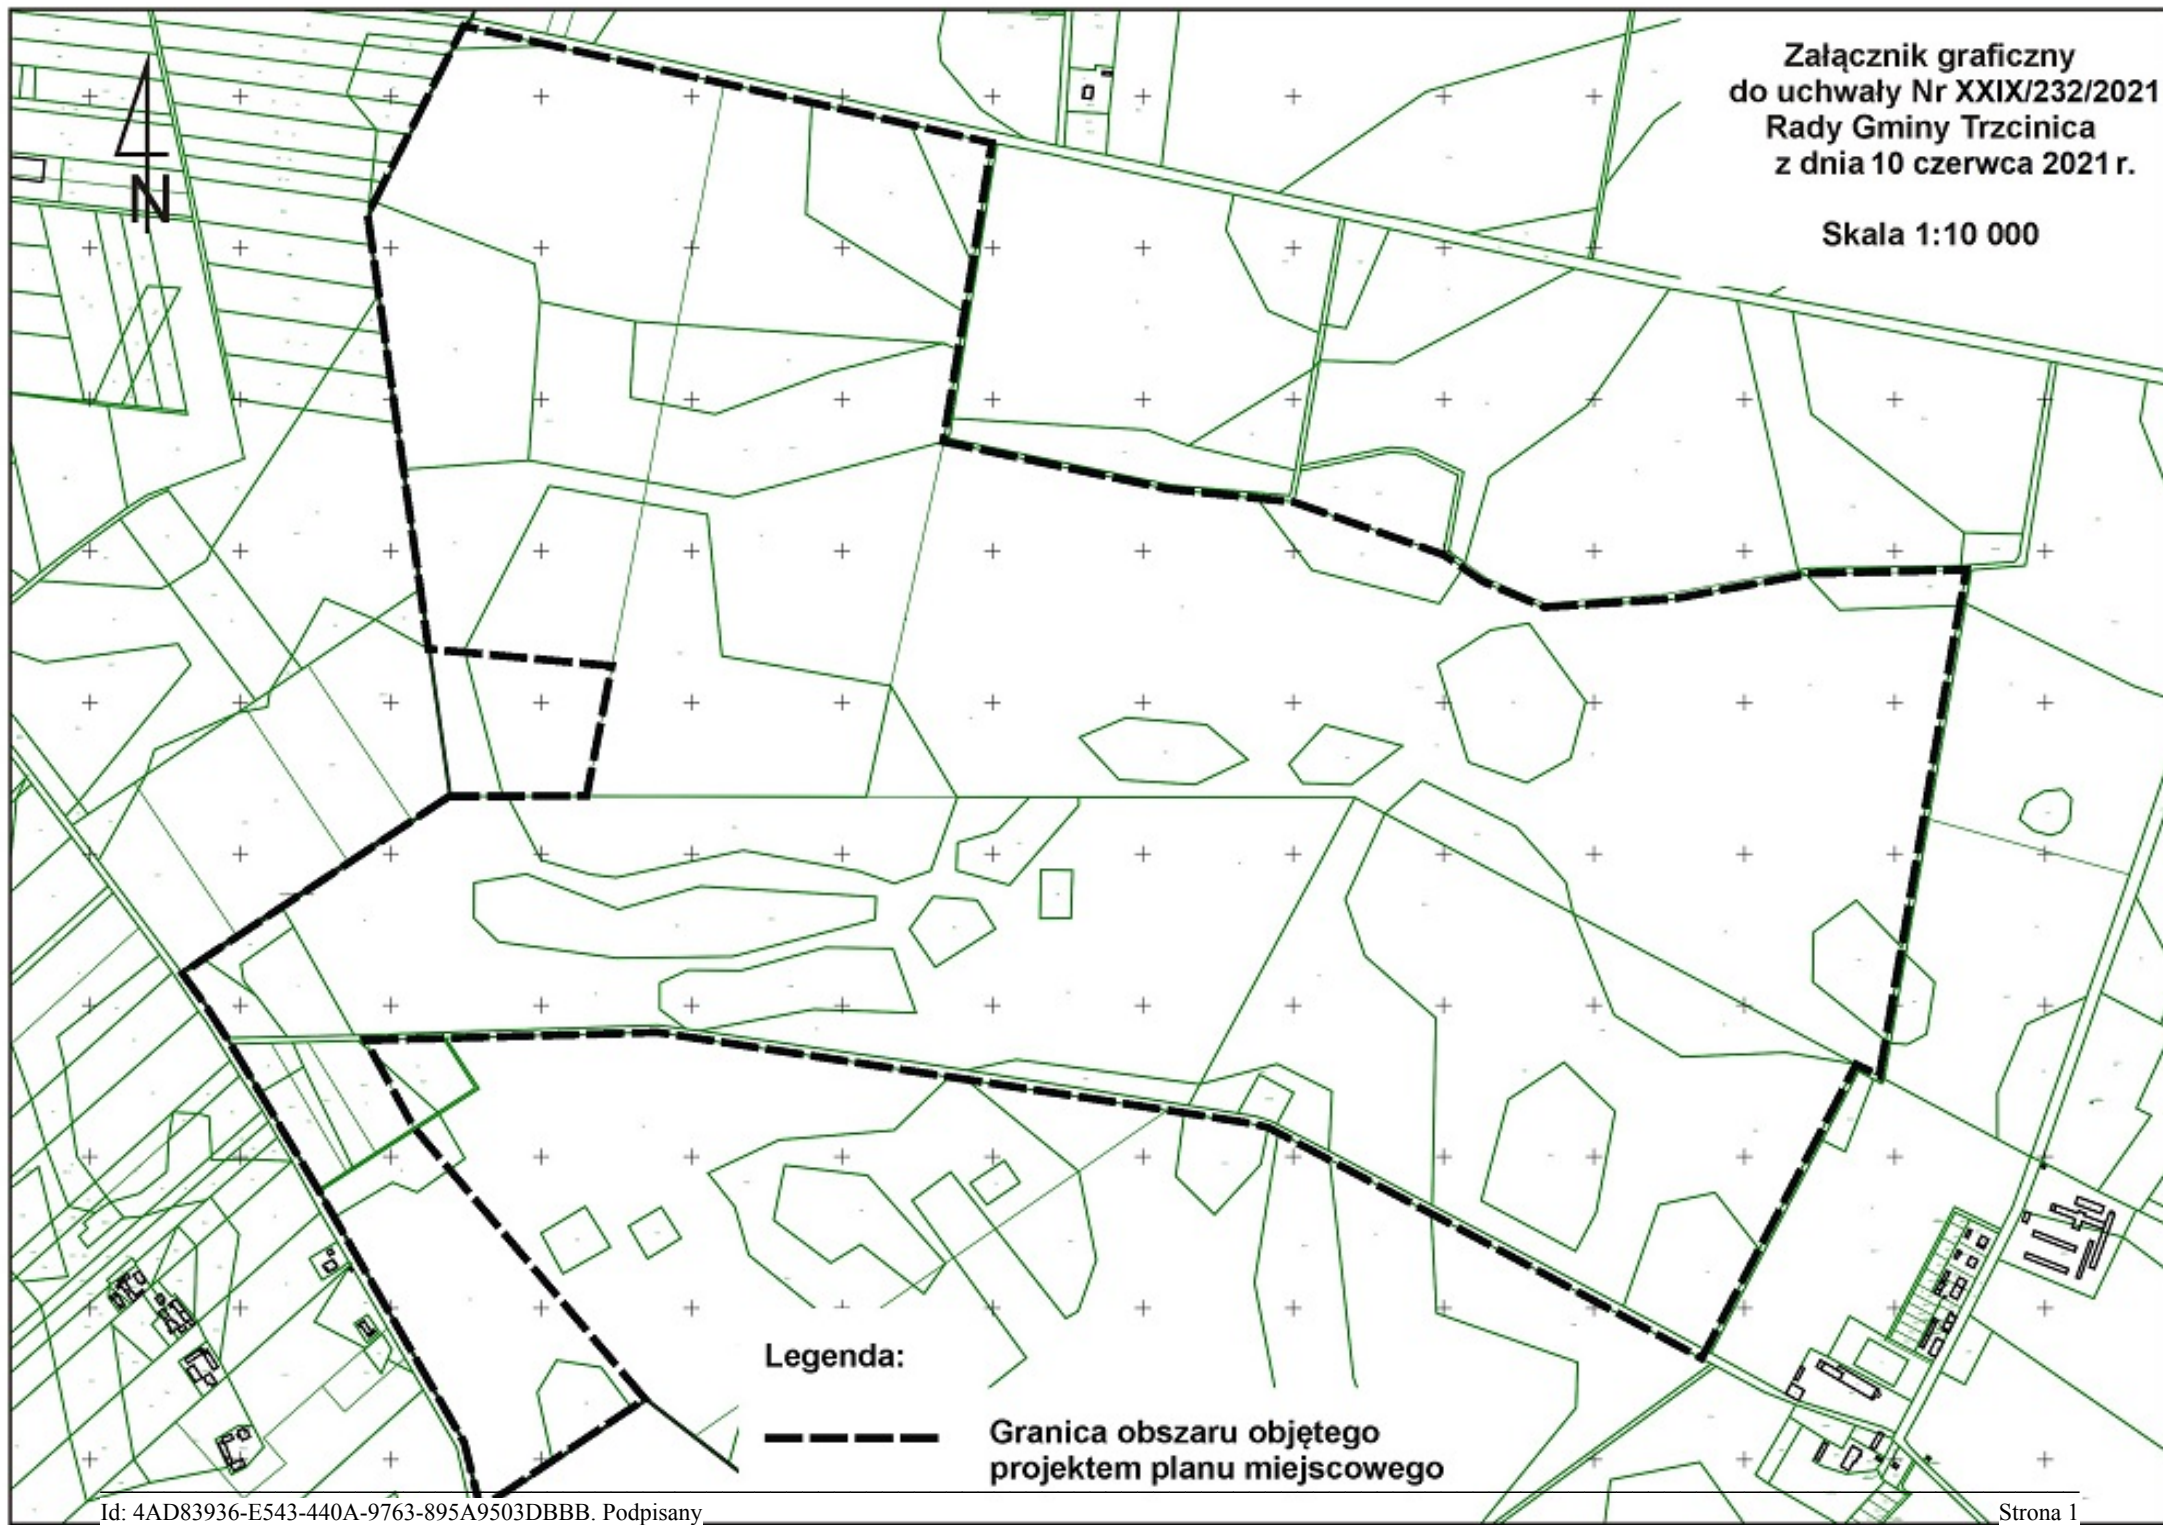 Załącznik graficzny
do uchwały Nr XXIX/232/2021
Rady Gminy Trzcinica
z dnia 10 czerwca 2021 r.
Skala 1:10 000
N
Legenda:
Granica obszaru objętego
projektem planu miejscowego
Id: 4AD83936-E543-440A-9763-895A9503DBBB. Podpisany
Strona 1